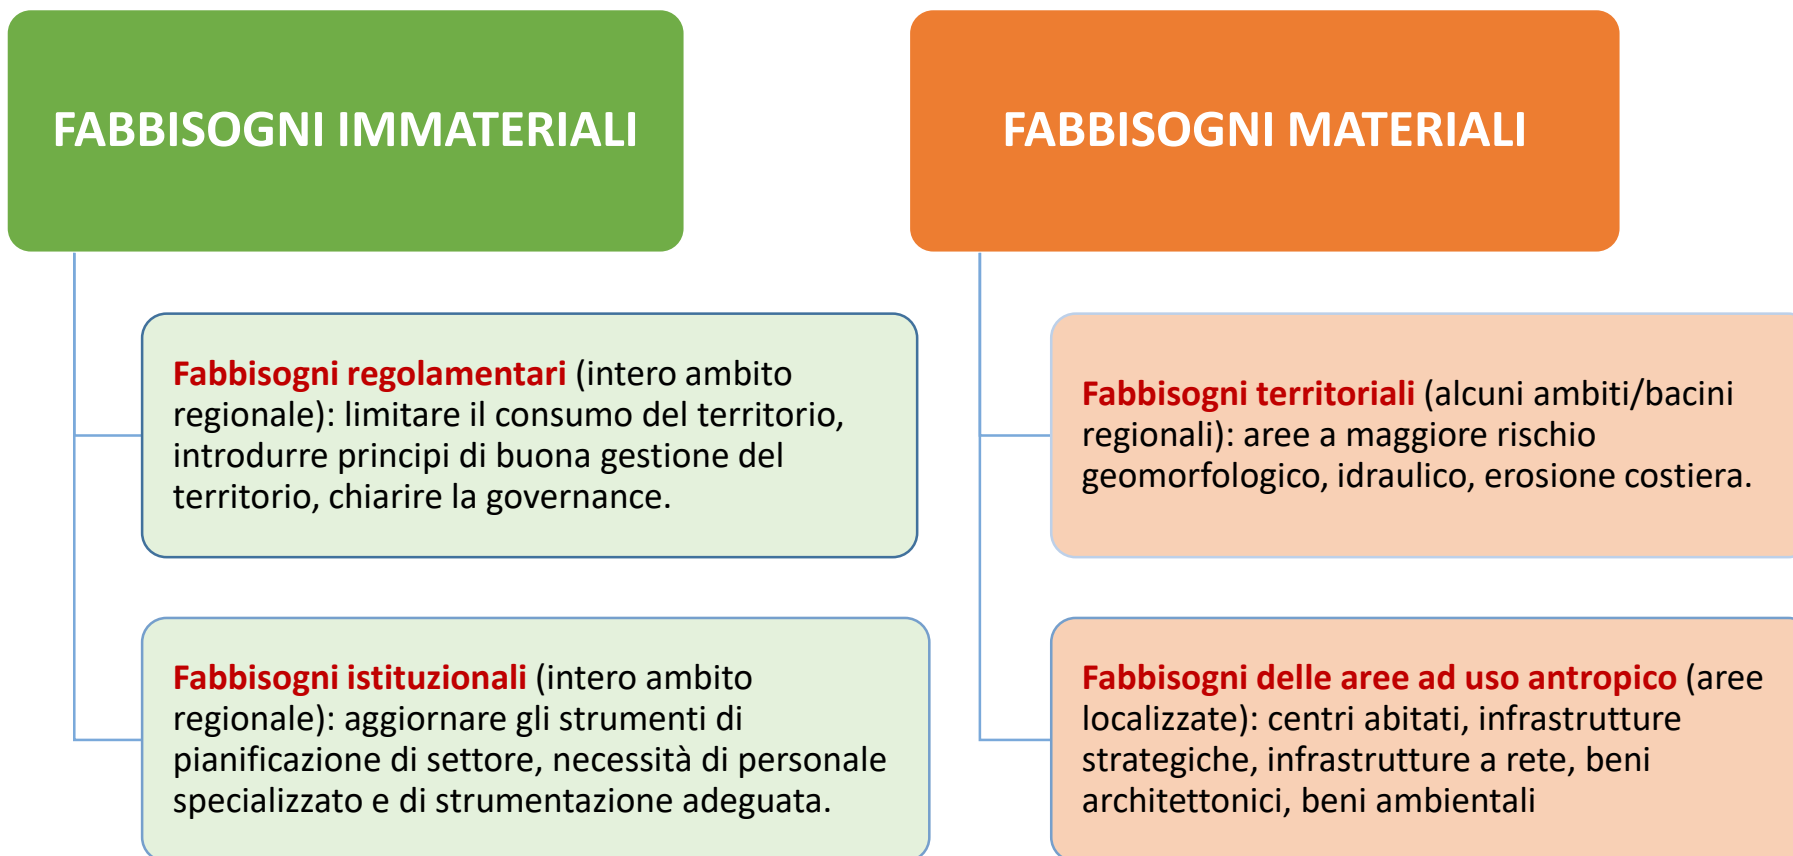 FABBISOGNI IMMATERIALI
Fabbisogni regolamentari (intero ambito
regionale): limitare il consumo del territorio,
introdurre principi di buona gestione del
territorio, chiarire la governance.
Fabbisogni istituzionali (intero ambito
regionale): aggiornare gli strumenti di
pianificazione di settore, necessità di personale
specializzato e di strumentazione adeguata.
FABBISOGNI MATERIALI
Fabbisogni territoriali (alcuni ambiti/bacini
regionali): aree a maggiore rischio
geomorfologico, idraulico, erosione costiera.
Fabbisogni delle aree ad uso antropico (aree
localizzate): centri abitati, infrastrutture
strategiche, infrastrutture a rete, beni
architettonici, beni ambientali